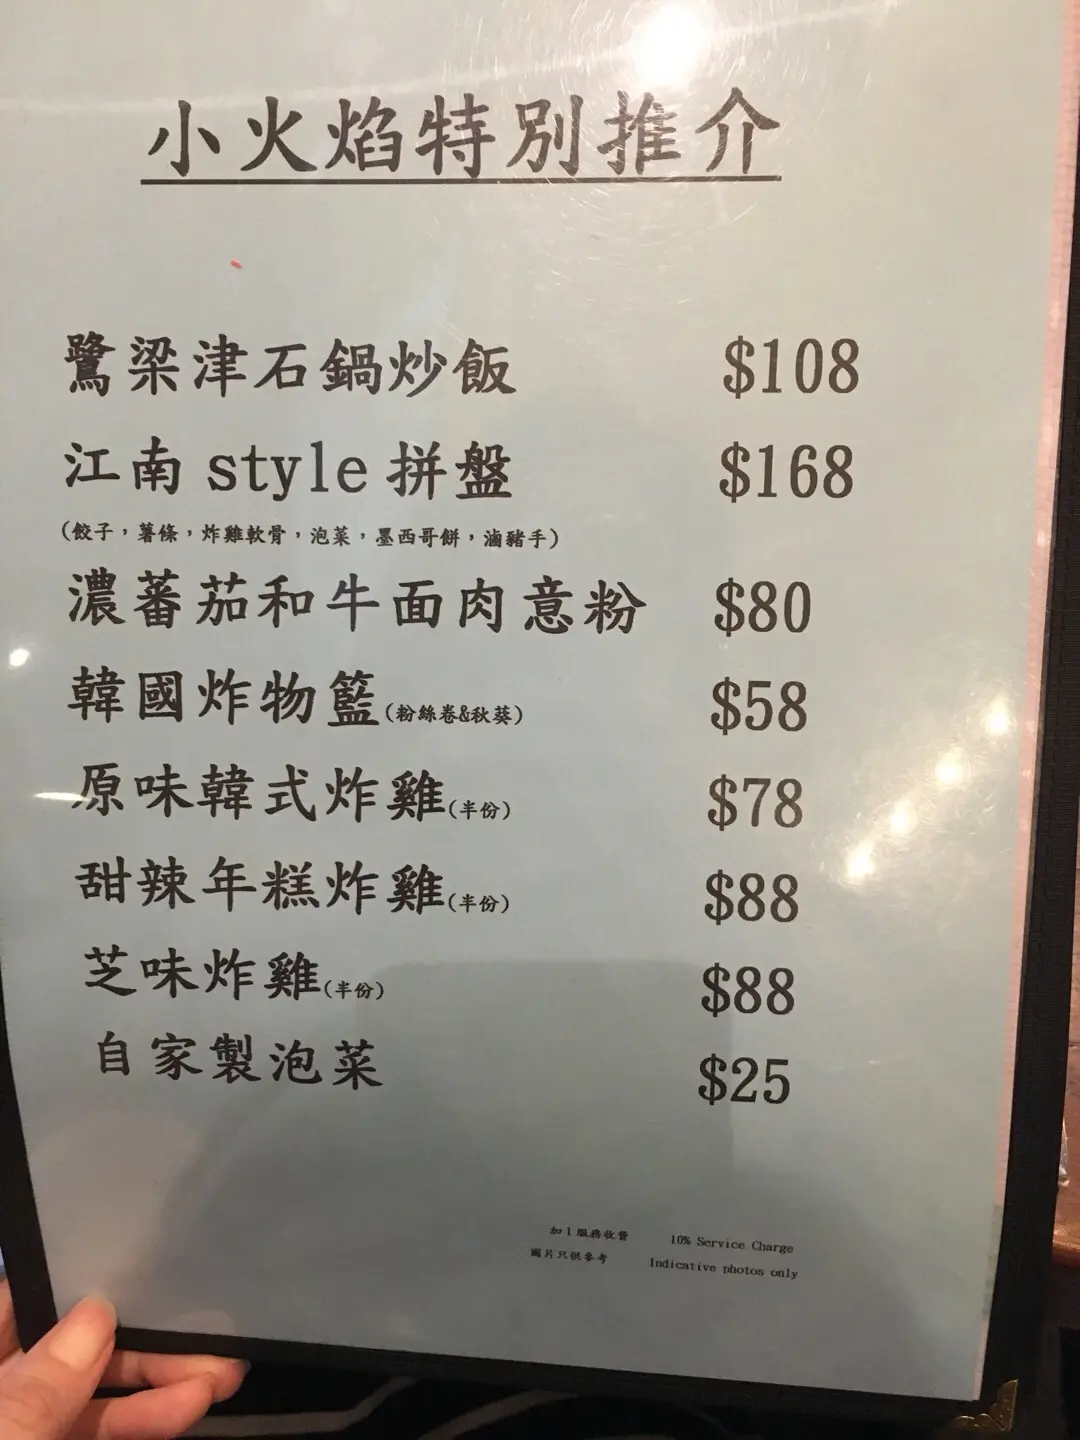 小火焰特別推介
鷺梁津石鍋炒飯 $108
江南 style 拼盤 $168
(餃子，薯條，炸雞軟骨，泡菜，墨西哥餅，滷豬手)
濃蕃茄和牛面肉意粉 $80
韓國炸物籃(粉絲卷&秋葵) $58
原味韓式炸雞(半份) $78
甜辣年糕炸雞(半份) $88
芝味炸雞(半份) $88
自家製泡菜 $25
加1服務收費 10% Service Charge
圖片只供參考 Indicative photos only